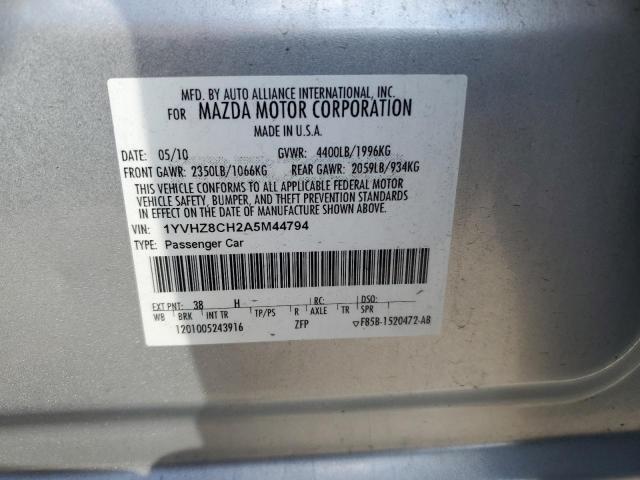 MFD. BY AUTO ALLIANCE INTERNATIONAL, INC.
FOR MAZDA MOTOR CORPORATION
MADE IN U.S.A.
DATE: 05/10 GVWR: 4400LB/1996KG
FRONT GAWR: 2350LB/1066KG REAR GAWR: 2059LB/934KG
THIS VEHICLE CONFORMS TO ALL APPLICABLE FEDERAL MOTOR
VEHICLE SAFETY, BUMPER, AND THEFT PREVENTION STANDARDS
IN EFFECT ON THE DATE OF MANUFACTURE SHOWN ABOVE.
VIN: 1YVHZ8CH2A5M44794
TYPE: Passenger Car
EXT PNT: 38 H - RC: DSO:
WB BRK INT TR TP/PS R AXLE TR SPR
1201005243916 ZFP ▽F85B-1520472-AB